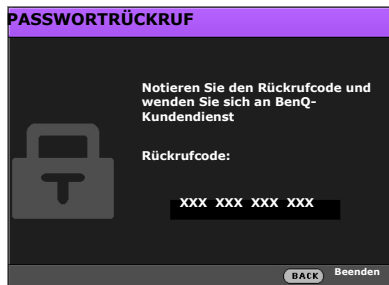 PASSWORTRÜCKRUF
Notieren Sie den Rückrufcode und
wenden Sie sich an BenQ-
Kundendienst
Rückrufcode:
XXX XXX XXX XXX
BACK Beenden